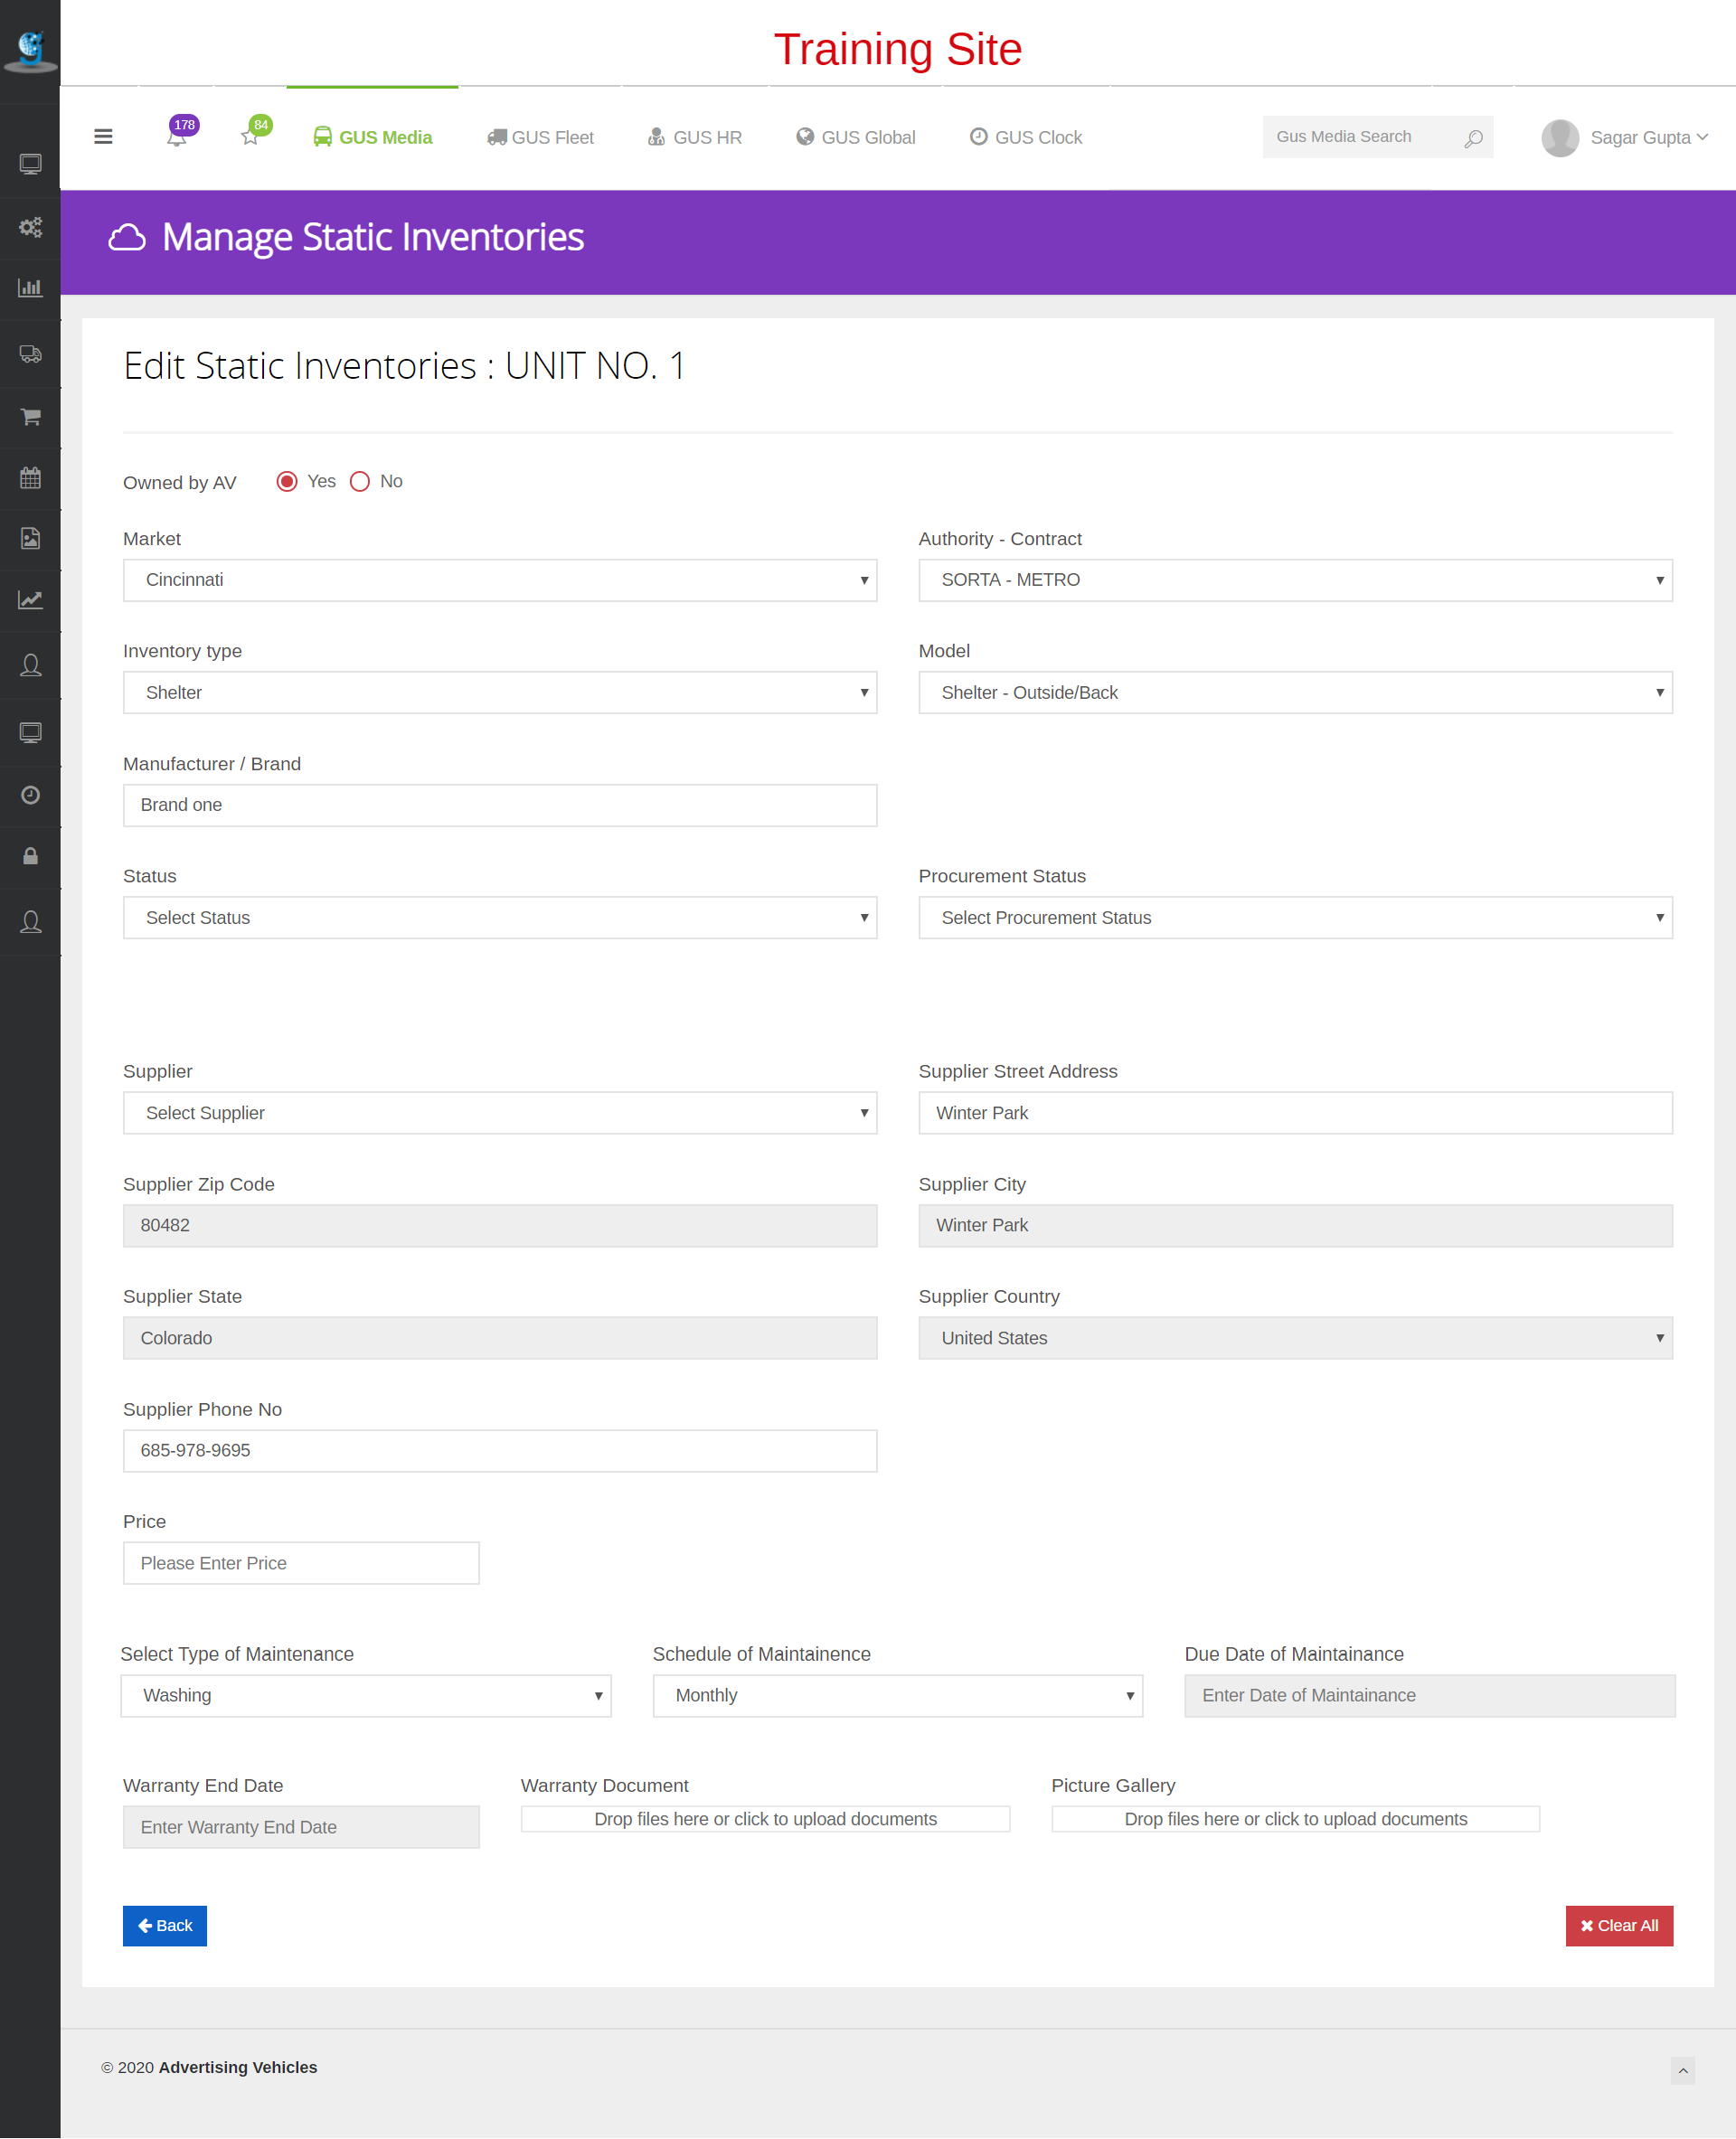 Training Site
178
84
GUS Media
GUS Fleet
GUS HR
GUS Global
GUS Clock
Gus Media Search
Sagar Gupta
Manage Static Inventories
Edit Static Inventories : UNIT NO. 1
Owned by AV Yes No
Market Authority - Contract
Cincinnati SORTA - METRO
Inventory type Model
Shelter Shelter - Outside/Back
Manufacturer / Brand
Brand one
Status Procurement Status
Select Status Select Procurement Status
Supplier Supplier Street Address
Select Supplier Winter Park
Supplier Zip Code Supplier City
80482 Winter Park
Supplier State Supplier Country
Colorado United States
Supplier Phone No
685-978-9695
Price
Please Enter Price
Select Type of Maintenance Schedule of Maintainence Due Date of Maintainance
Washing Monthly Enter Date of Maintainance
Warranty End Date Warranty Document Picture Gallery
Enter Warranty End Date Drop files here or click to upload documents Drop files here or click to upload documents
Back Clear All
© 2020 Advertising Vehicles